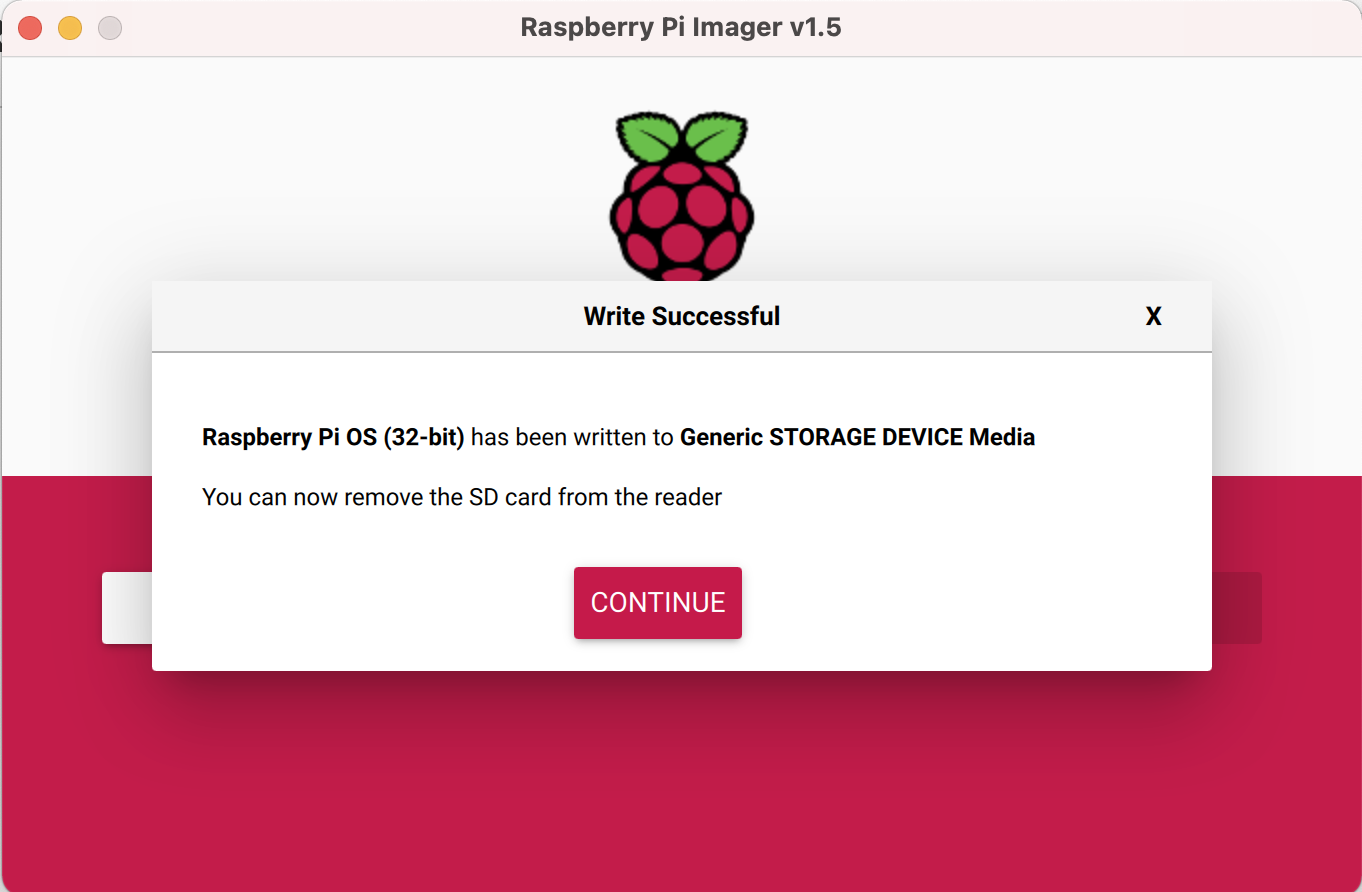 Raspberry Pi Imager v1.5
Write Successful X
Raspberry Pi OS (32-bit) has been written to Generic STORAGE DEVICE Media
You can now remove the SD card from the reader
CONTINUE